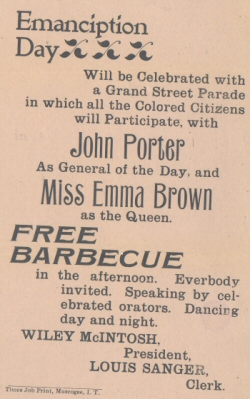 Emanciption
Day
Will be Celebrated with
a Grand Street Parade
in which all the Colored Citizens
will Participate, with
John Porter
As General of the Day, and
Miss Emma Brown
as the Queen.
FREE
BARBECUE
in the afternoon. Everbody
invited. Speaking by cel-
ebrated orators. Dancing
day and night.
WILEY McINTOSH,
President,
LOUIS SANGER,
Clerk.
Times Job Print, Muscogee, I. T.